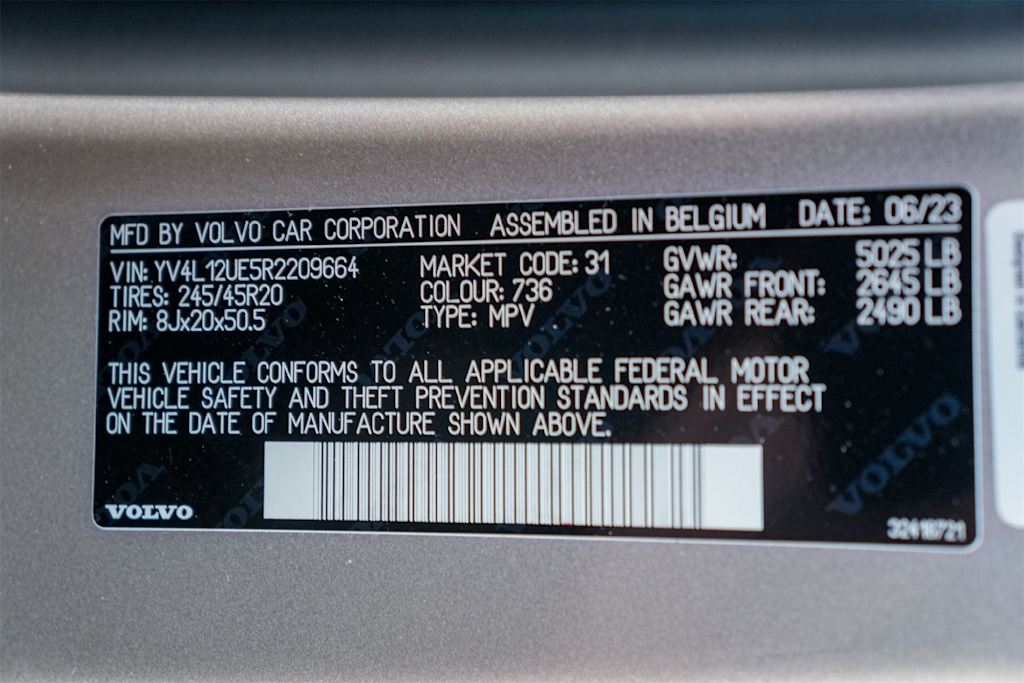 MFD BY VOLVO CAR CORPORATION ASSEMBLED IN BELGIUM DATE: 06/23
VIN: YV4L12UE5R2209664 MARKET CODE: 31 GVWR: 5025 LB
TIRES: 245/45R20 COLOUR: 736 GAWR FRONT: 2645 LB
RIM: 8Jx20x50.5 TYPE: MPV GAWR REAR: 2490 LB
THIS VEHICLE CONFORMS TO ALL APPLICABLE FEDERAL MOTOR
VEHICLE SAFETY AND THEFT PREVENTION STANDARDS IN EFFECT
ON THE DATE OF MANUFACTURE SHOWN ABOVE.
VOLVO
VOLVO